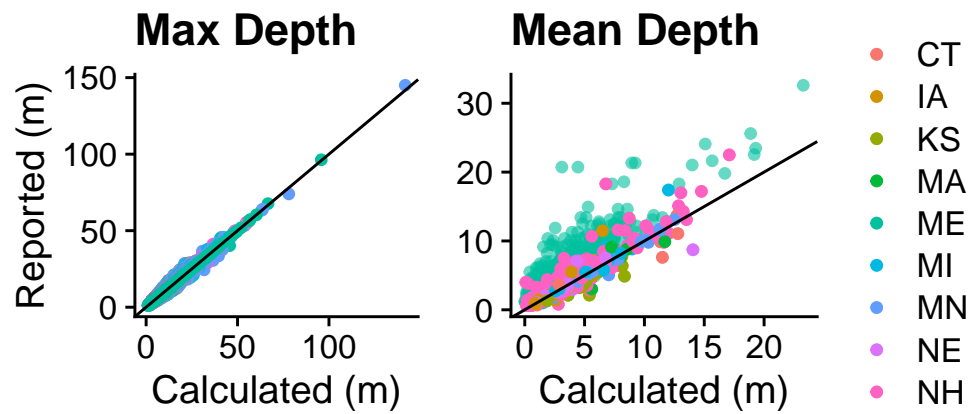 Max Depth
Reported (m)
150
100
50
0
0 50 100
Calculated (m)
Mean Depth
30
20
10
0
0 5 10 15 20
Calculated (m)
CT
IA
KS
MA
ME
MI
MN
NE
NH